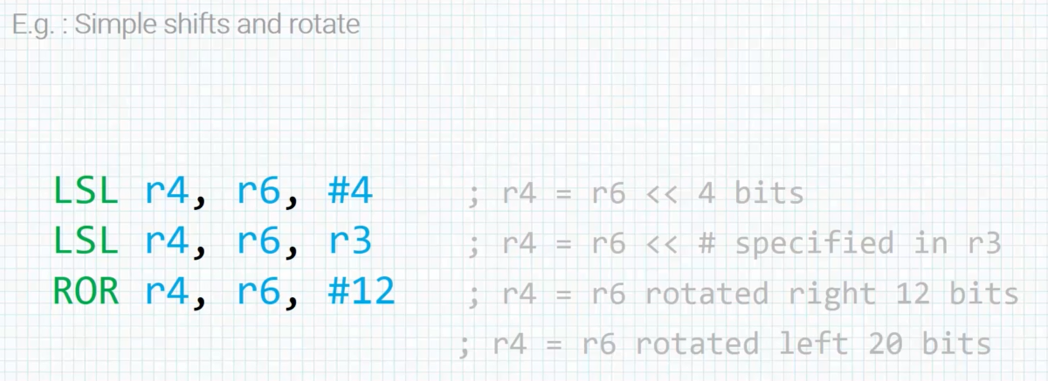 E.g. : Simple shifts and rotate
LSL r4, r6, #4 ; r4 = r6 << 4 bits
LSL r4, r6, r3 ; r4 = r6 << # specified in r3
ROR r4, r6, #12 ; r4 = r6 rotated right 12 bits
; r4 = r6 rotated left 20 bits